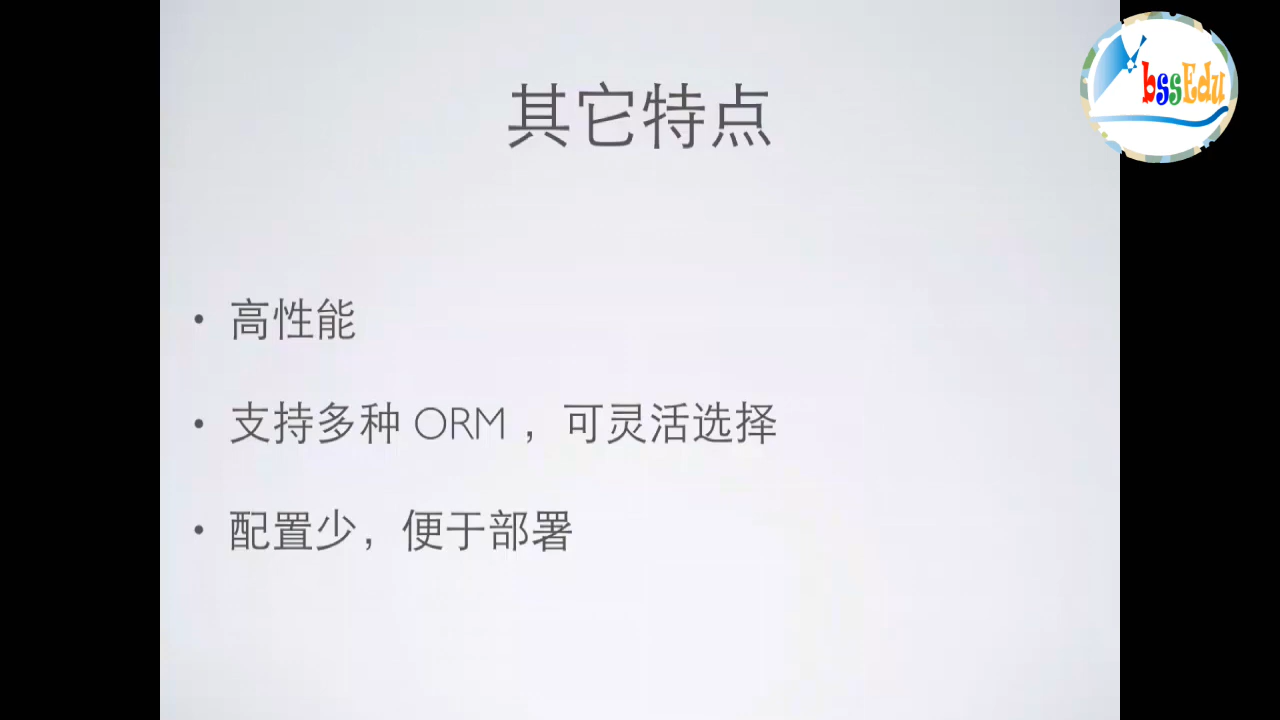 其它特点
bssEdu
• 高性能
• 支持多种 ORM ，可灵活选择
• 配置少，便于部署